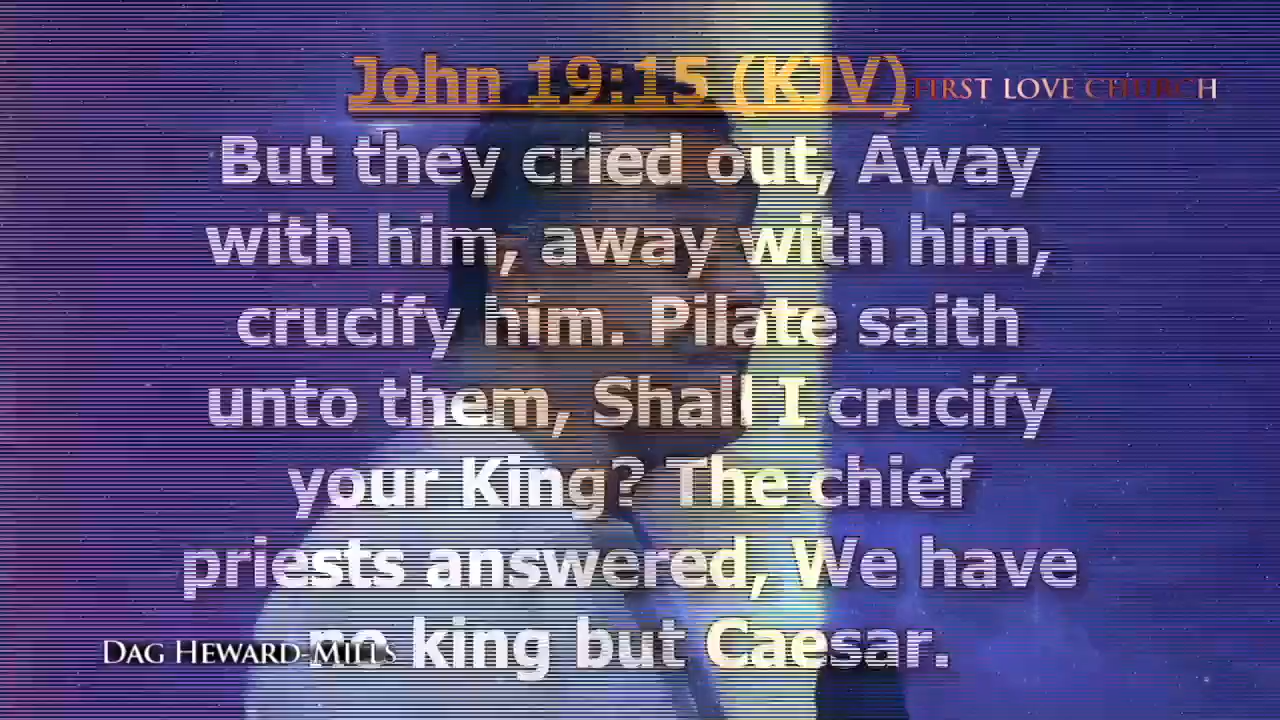 John 19:15 (KJV)
FIRST LOVE CHURCH
But they cried out, Away
with him, away with him,
crucify him. Pilate saith
unto them, Shall I crucify
your King? The chief
priests answered, We have
no king but Caesar.
DAG HEWARD-MILLS